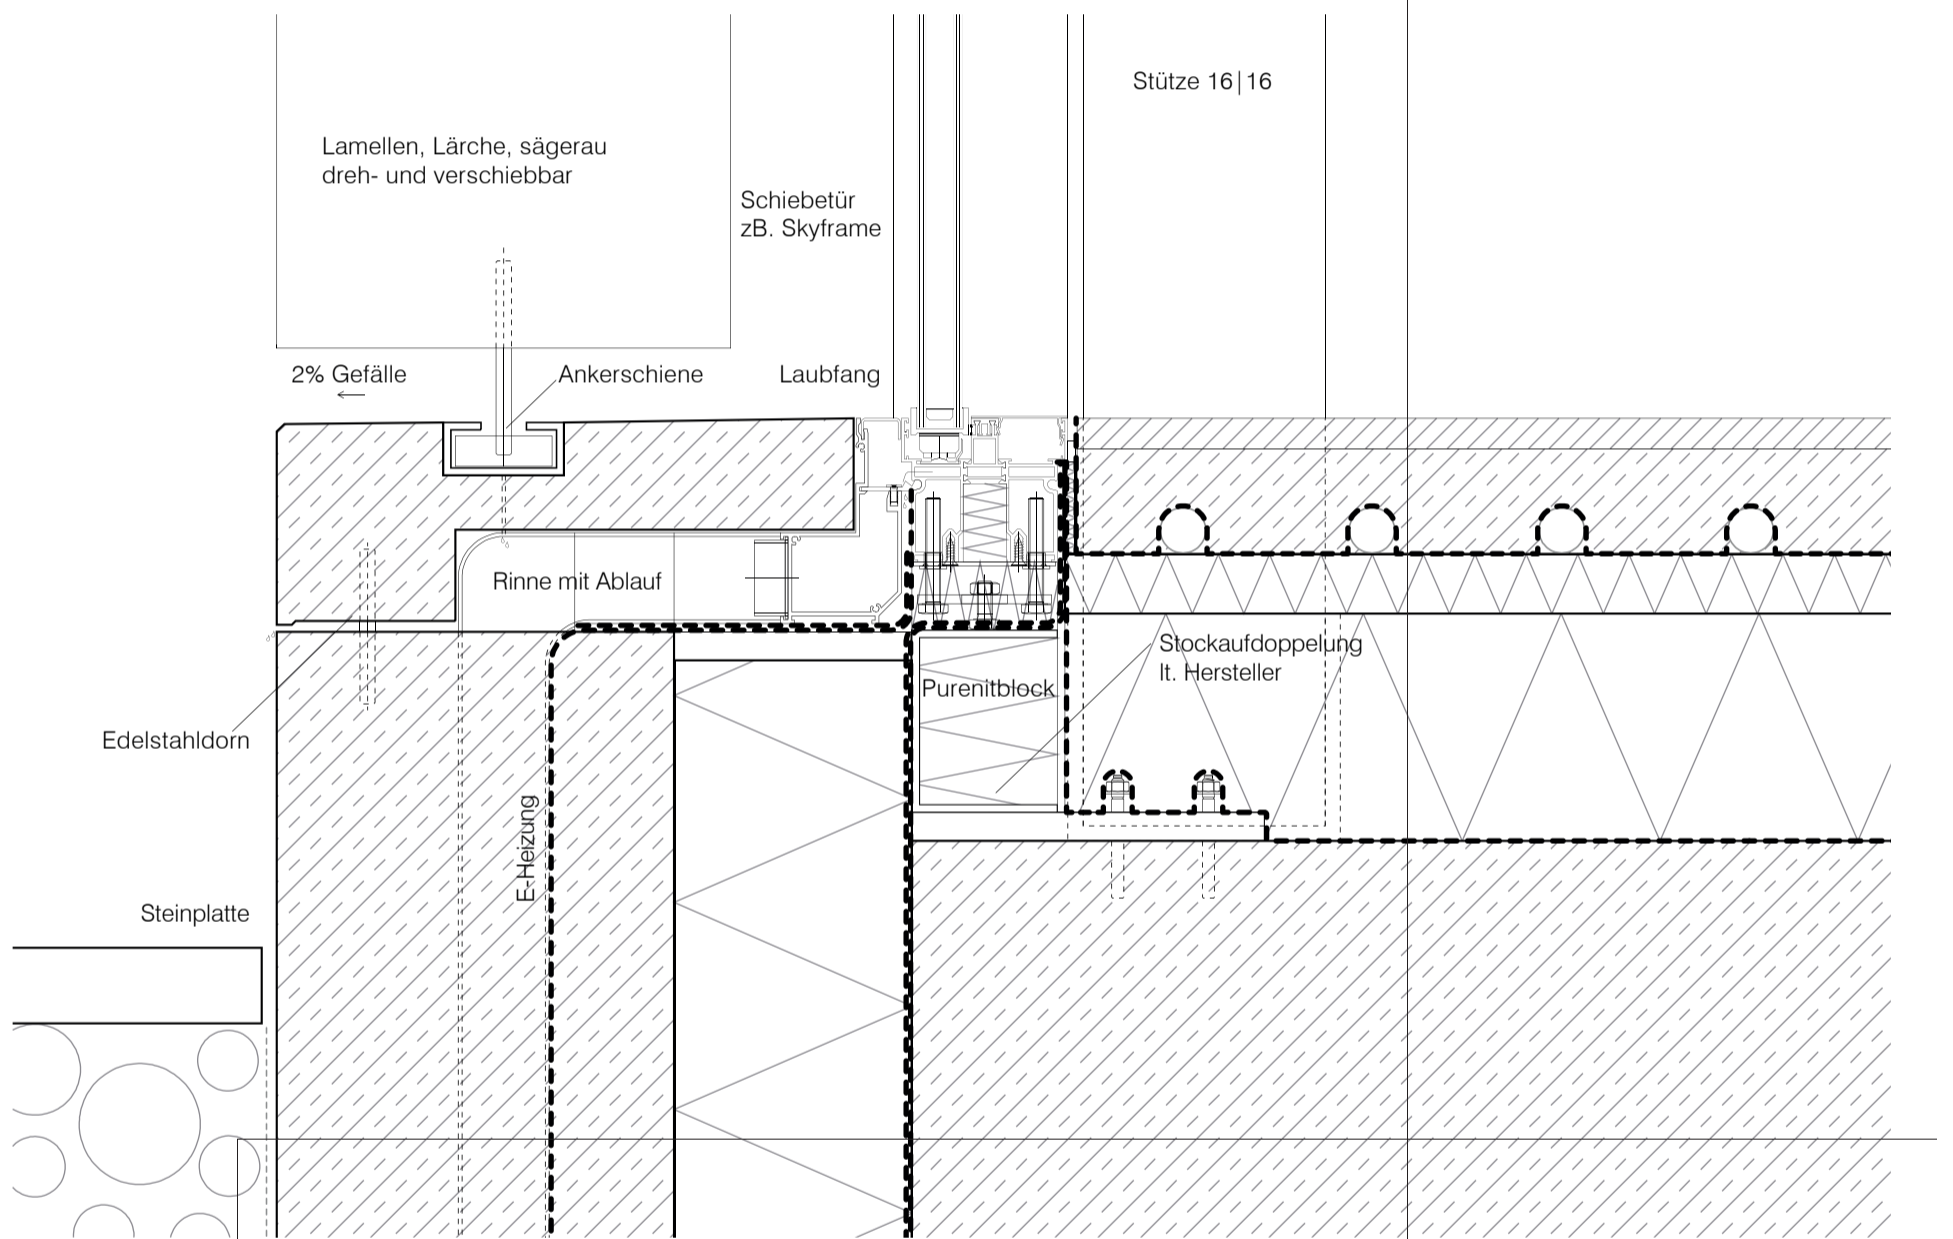 Stütze 16|16
Lamellen, Lärche, sägerau
dreh- und verschiebbar
Schiebetür
zB. Skyframe
2% Gefälle
Ankerschiene
Laubfang
Rinne mit Ablauf
Stockaufdoppelung
lt. Hersteller
Purenitblock
Edelstahldorn
E-Heizung
Steinplatte